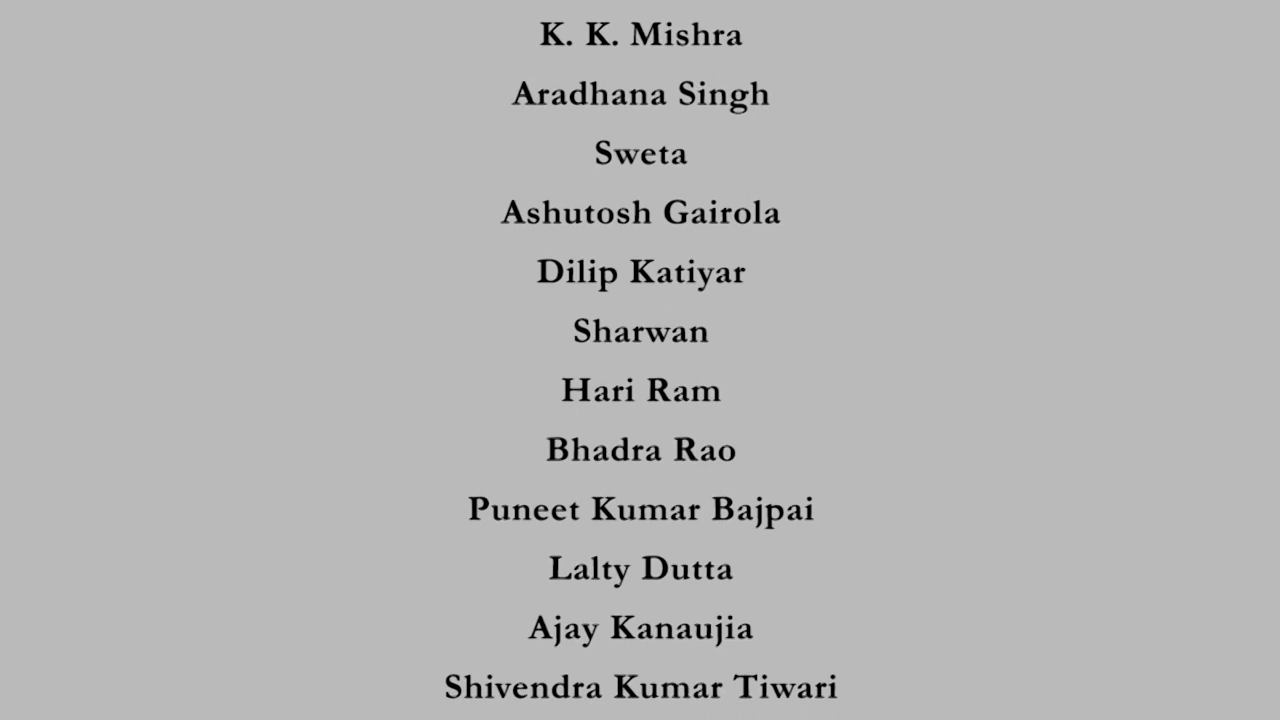 K. K. Mishra
Aradhana Singh
Sweta
Ashutosh Gairola
Dilip Katiyar
Sharwan
Hari Ram
Bhadra Rao
Puneet Kumar Bajpai
Lalty Dutta
Ajay Kanaujia
Shivendra Kumar Tiwari